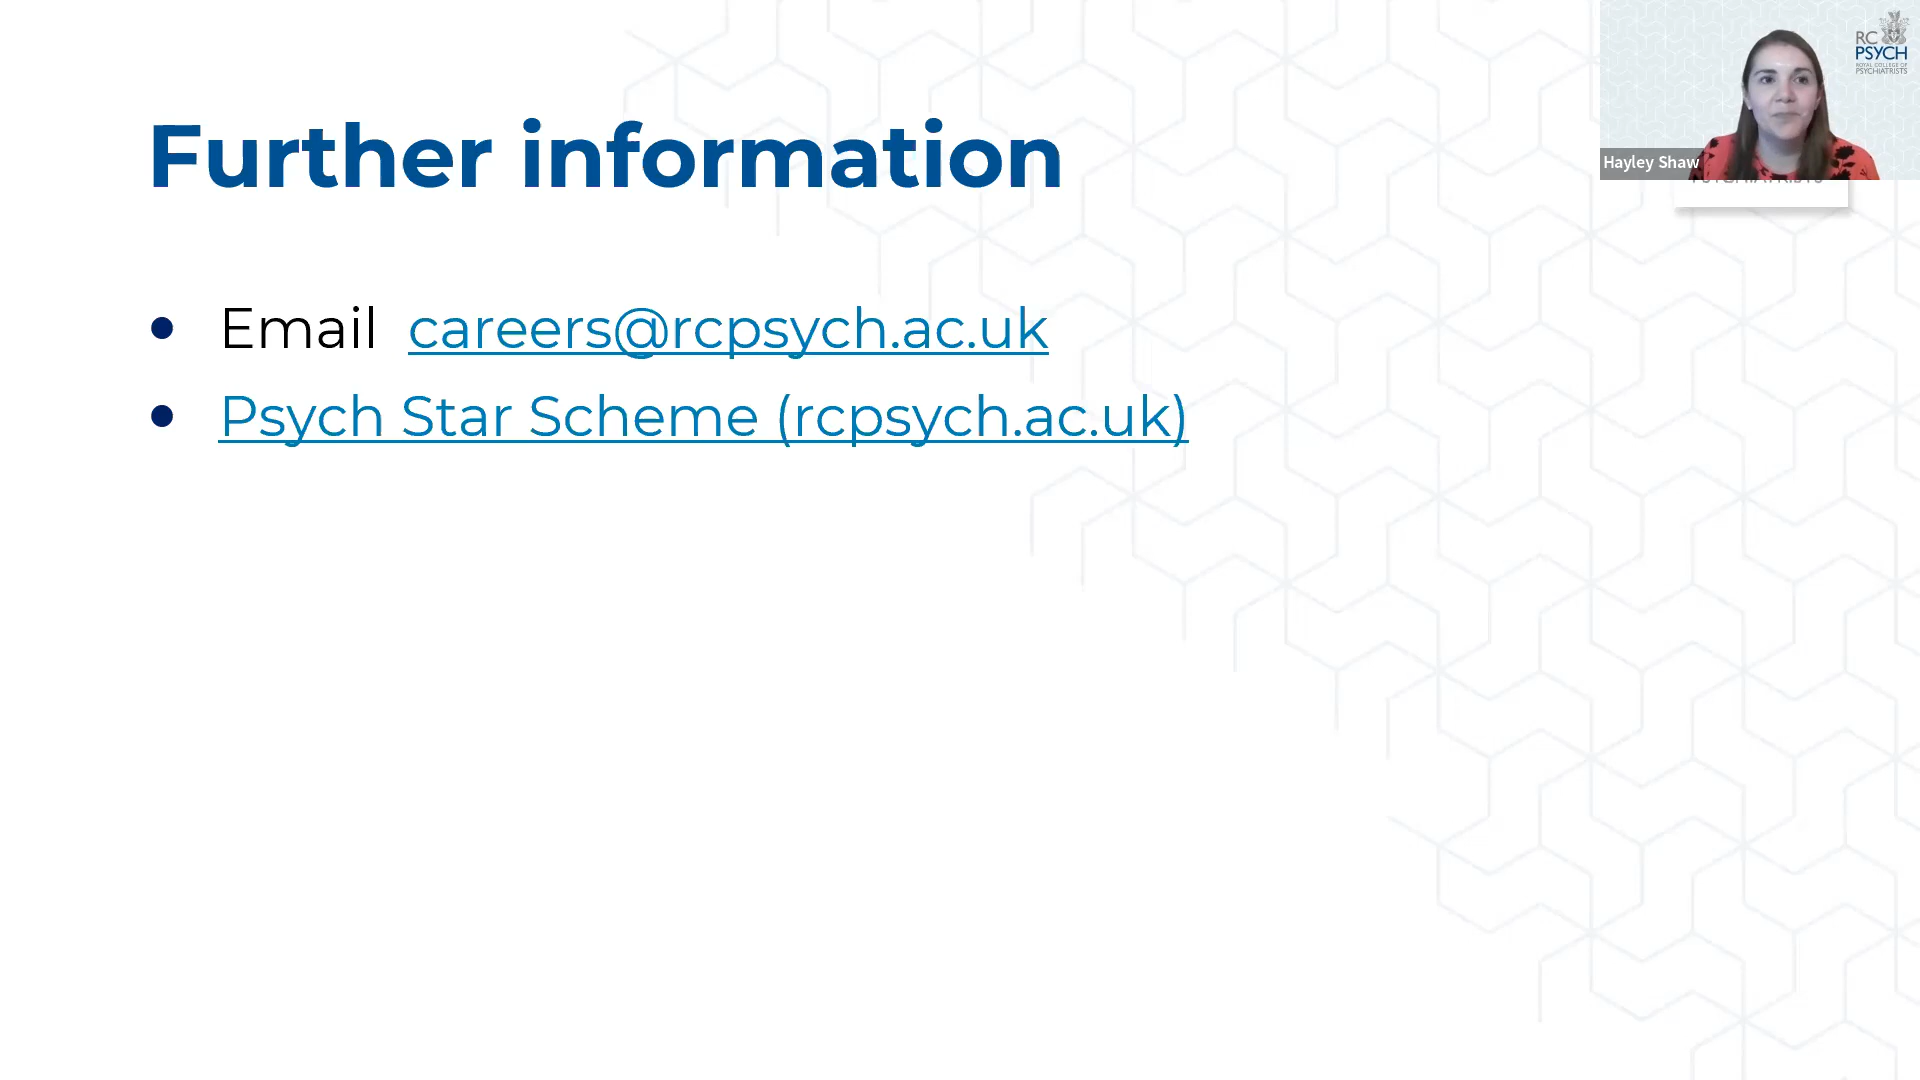 Further information
• Email careers@rcpsych.ac.uk
• Psych Star Scheme (rcpsych.ac.uk)
RC
PSYCH
ROYAL COLLEGE OF
PSYCHIATRISTS
Hayley Shaw